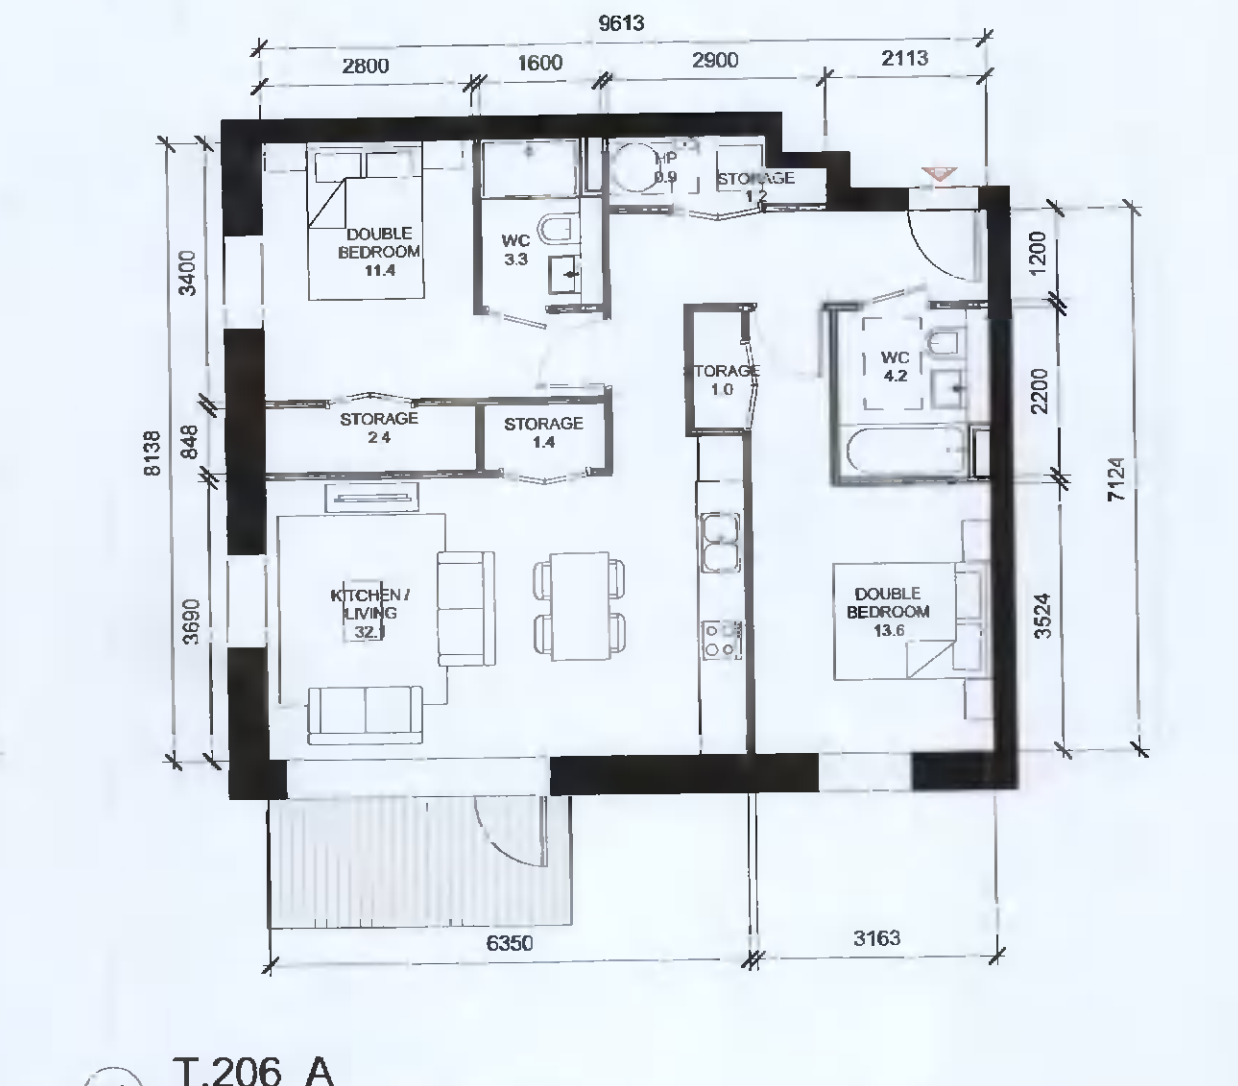 9613
2800 1600 2900 2113
HP
0.9
STORAGE
1.2
DOUBLE
BEDROOM
11.4
WC
3.3
3400
1200
STORAGE
1.0
WC
4.2
2200
STORAGE
2.4
STORAGE
1.4
848
8138
7124
KITCHEN /
LIVING
32.1
DOUBLE
BEDROOM
13.6
3690
3524
6350
3163
T.206 A